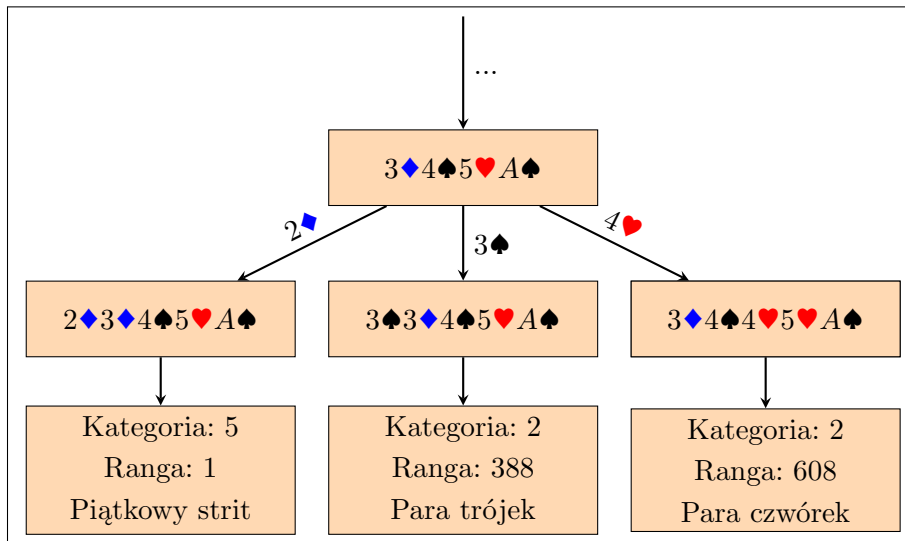 ...
3♦4♠5♥A♠
2♦
3♠
4♥
2♦3♦4♠5♥A♠
3♠3♦4♠5♥A♠
3♦4♠4♥5♥A♠
Kategoria: 5
Ranga: 1
Piątkowy strit
Kategoria: 2
Ranga: 388
Para trójek
Kategoria: 2
Ranga: 608
Para czwórek